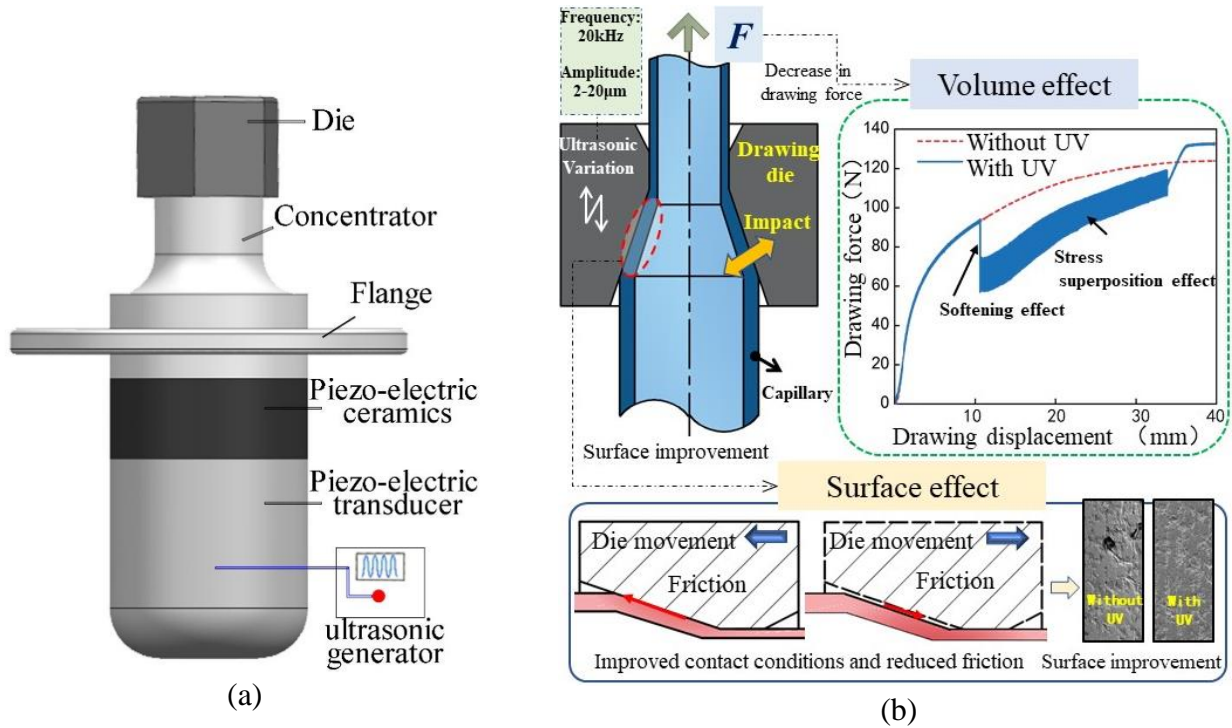 Die
Concentrator
Flange
Piezo-electric
ceramics
Piezo-electric
transducer
ultrasonic
generator
(a)
Frequency:
20kHz
Amplitude:
2-20μm
F
Decrease in
drawing force
Ultrasonic
Variation
Drawing
die
Impact
Capillary
Surface improvement
Volume effect
140
120
100
80
60
40
20
0
Drawing force（N）
Without UV
With UV
Softening effect
Stress
superposition effect
0
10
20
30
40
Drawing displacement （mm）
Surface effect
Die movement
Friction
Die movement
Friction
Improved contact conditions and reduced friction
Without
UV
With
UV
Surface improvement
(b)